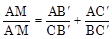 AM/A′M = AB′/CB′ + AC′/BC′